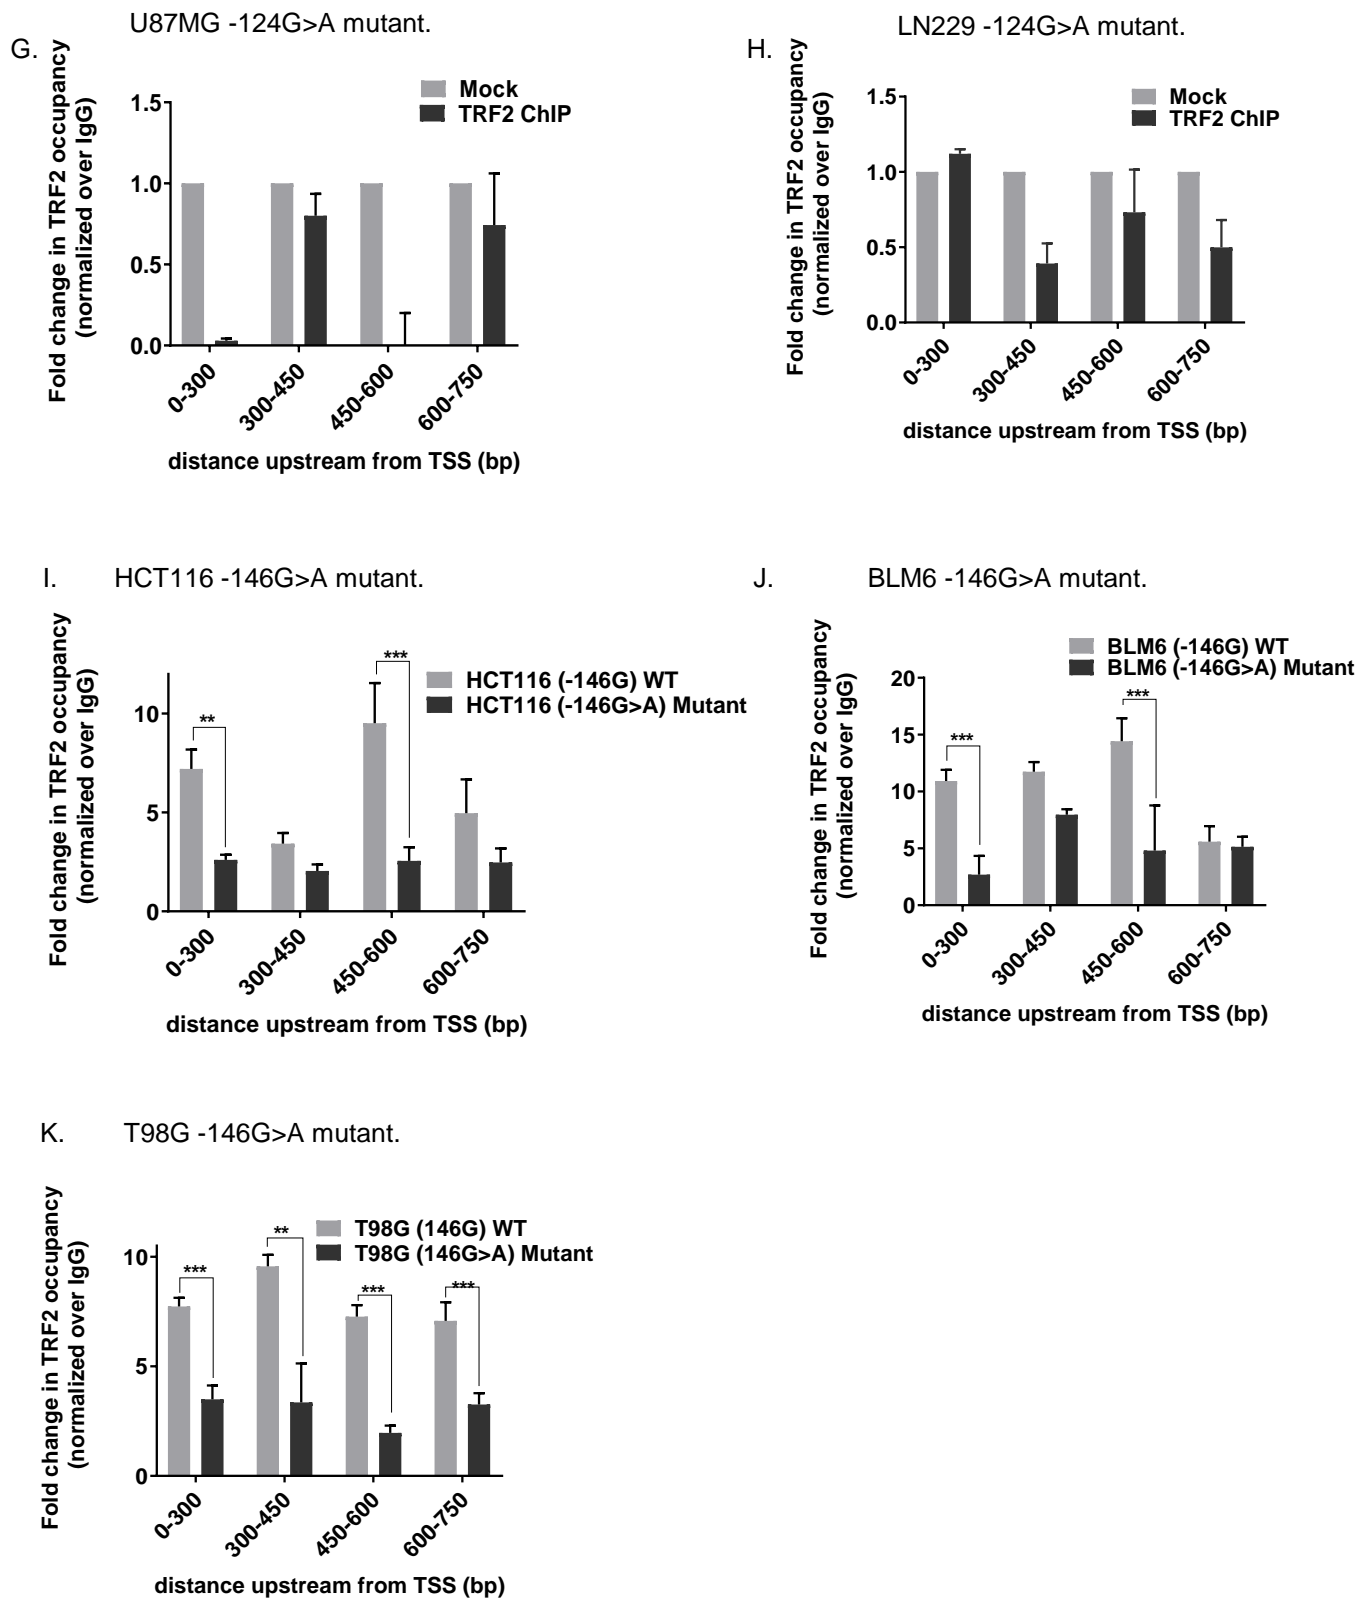 G.
U87MG -124G>A mutant.
Fold change in TRF2 occupancy
(normalized over IgG)
Mock
TRF2 ChIP
1.5
1.0
0.5
0.0
0-300
300-450
450-600
600-750
distance upstream from TSS (bp)
H.
LN229 -124G>A mutant.
Fold change in TRF2 occupancy
(normalized over IgG)
Mock
TRF2 ChIP
1.5
1.0
0.5
0.0
0-300
300-450
450-600
600-750
distance upstream from TSS (bp)
I.
HCT116 -146G>A mutant.
Fold change in TRF2 occupancy
(normalized over IgG)
HCT116 (-146G) WT
HCT116 (-146G>A) Mutant
**
***
10
5
0
0-300
300-450
450-600
600-750
distance upstream from TSS (bp)
J.
BLM6 -146G>A mutant.
Fold change in TRF2 occupancy
(normalized over IgG)
BLM6 (-146G) WT
BLM6 (-146G>A) Mutant
***
***
20
15
10
5
0
0-300
300-450
450-600
600-750
distance upstream from TSS (bp)
K.
T98G -146G>A mutant.
Fold change in TRF2 occupancy
(normalized over IgG)
T98G (146G) WT
T98G (146G>A) Mutant
***
**
***
***
10
5
0
0-300
300-450
450-600
600-750
distance upstream from TSS (bp)